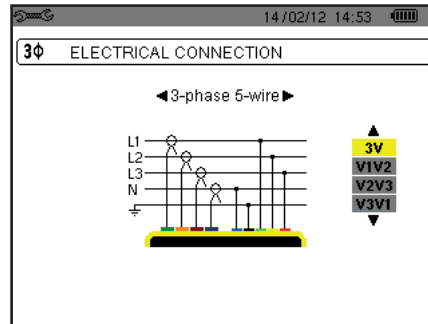 14/02/12 14:53
3ϕ ELECTRICAL CONNECTION
◄3-phase 5-wire►
L1
L2
L3
N
3V
V1V2
V2V3
V3V1